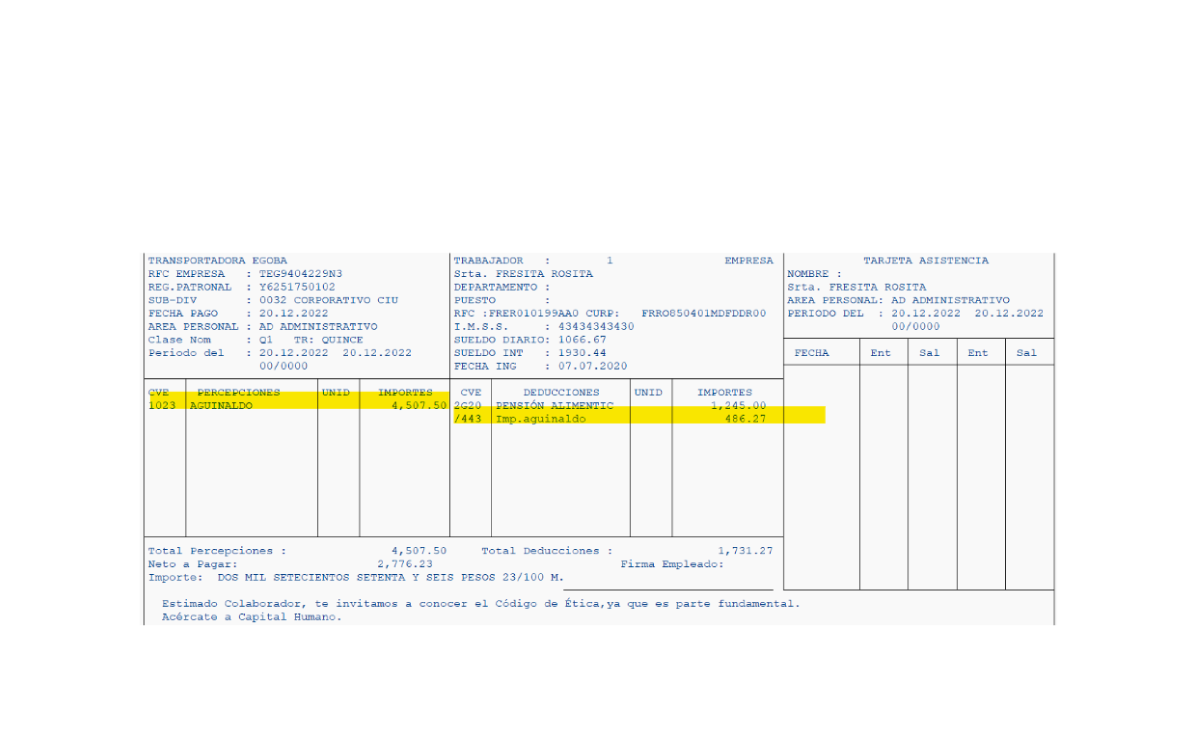 TRANSPORTADORA EGOBA
RFC EMPRESA : TEG9404229N3
REG.PATRONAL : Y6251750102
SUB-DIV : 0032 CORPORATIVO CIU
FECHA PAGO : 20.12.2022
AREA PERSONAL : AD ADMINISTRATIVO
Clase Nom : Q1 TR: QUINCE
Periodo del : 20.12.2022 20.12.2022
00/0000
TRABAJADOR : 1 EMPRESA
Srta. FRESITA ROSITA
DEPARTAMENTO :
PUESTO :
RFC :FRER010199AA0 CURP: FRRO850401MDFDDR00
I.M.S.S. : 43434343430
SUELDO DIARIO: 1066.67
SUELDO INT : 1930.44
FECHA ING : 07.07.2020
TARJETA ASISTENCIA
NOMBRE :
Srta. FRESITA ROSITA
AREA PERSONAL: AD ADMINISTRATIVO
PERIODO DEL : 20.12.2022 20.12.2022
00/0000
FECHA Ent Sal Ent Sal
CVE PERCEPCIONES UNID IMPORTES
1023 AGUINALDO 4,507.50
CVE DEDUCCIONES UNID IMPORTES
2G20 PENSIÓN ALIMENTIC 1,245.00
/443 Imp.aguinaldo 486.27
Total Percepciones : 4,507.50 Total Deducciones : 1,731.27
Neto a Pagar: 2,776.23 Firma Empleado:
Importe: DOS MIL SETECIENTOS SETENTA Y SEIS PESOS 23/100 M.
Estimado Colaborador, te invitamos a conocer el Código de Ética,ya que es parte fundamental.
Acércate a Capital Humano.